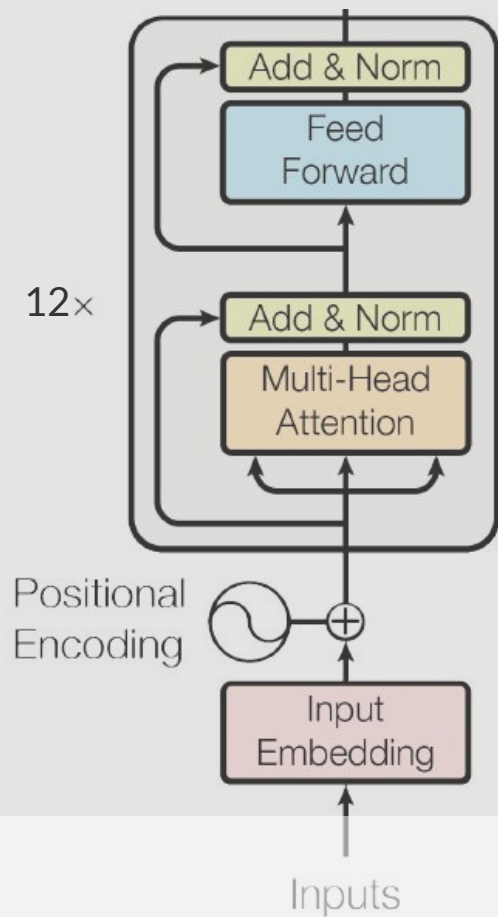 Add & Norm
Feed
Forward
12×
Add & Norm
Multi-Head
Attention
Positional
Encoding
Input
Embedding
Inputs